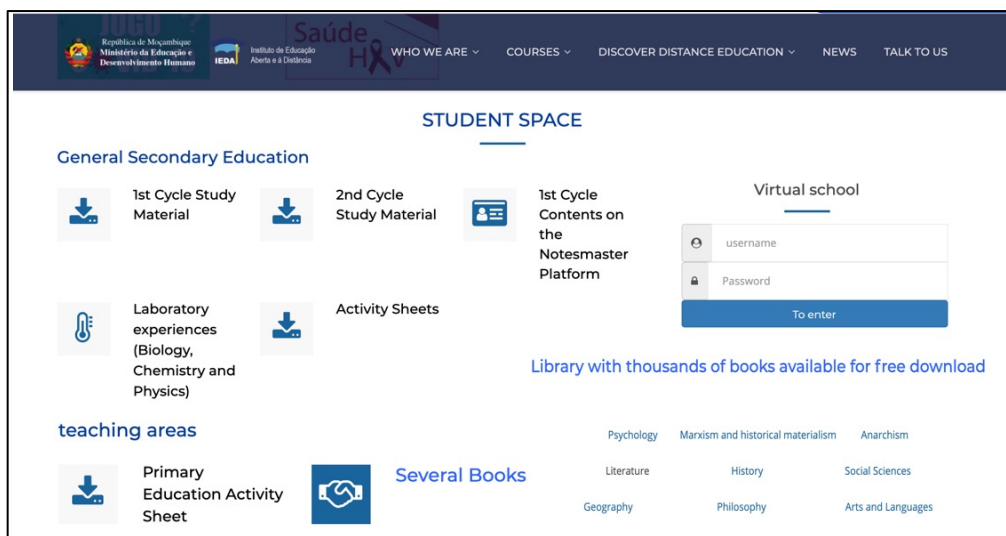 JOGO ?
Saúde
H V
República de Moçambique
Ministério da Educação e
Desenvolvimento Humano
IEDA
Instituto de Educação
Aberta e à Distância
WHO WE ARE
COURSES
DISCOVER DISTANCE EDUCATION
NEWS
TALK TO US
STUDENT SPACE
General Secondary Education
1st Cycle Study
Material
2nd Cycle
Study Material
1st Cycle
Contents on
the
Notesmaster
Platform
Laboratory
experiences
(Biology,
Chemistry and
Physics)
Activity Sheets
Virtual school
username
Password
To enter
Library with thousands of books available for free download
teaching areas
Primary
Education Activity
Sheet
Several Books
Psychology Marxism and historical materialism Anarchism
Literature History Social Sciences
Geography Philosophy Arts and Languages